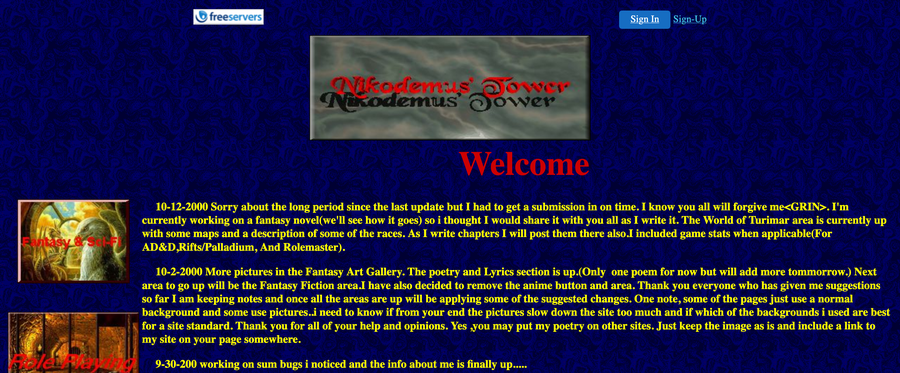 freeservers
Sign In Sign-Up
Nikodemus' Tower
Welcome
10-12-2000 Sorry about the long period since the last update but I had to get a submission in on time. I know you all will forgive me<GRIN>. I'm
currently working on a fantasy novel(we'll see how it goes) so i thought I would share it with you all as I write it. The World of Turimar area is currently up
with some maps and a description of some of the races. As I write chapters I will post them there also.I included game stats when applicable(For
AD&D,Rifts/Palladium, And Rolemaster).
Fantasy & Sci-Fi
10-2-2000 More pictures in the Fantasy Art Gallery. The poetry and Lyrics section is up.(Only one poem for now but will add more tommorrow.) Next
area to go up will be the Fantasy Fiction area.I have also decided to remove the anime button and area. Thank you everyone who has given me suggestions
so far I am keeping notes and once all the areas are up will be applying some of the suggested changes. One note, some of the pages just use a normal
background and some use pictures..i need to know if from your end the pictures slow down the site too much and if which of the backgrounds i used are best
for a site standard. Thank you for all of your help and opinions. Yes ,you may put my poetry on other sites. Just keep the image as is and include a link to
my site on your page somewhere.
Role Playing
9-30-200 working on sum bugs i noticed and the info about me is finally up.....